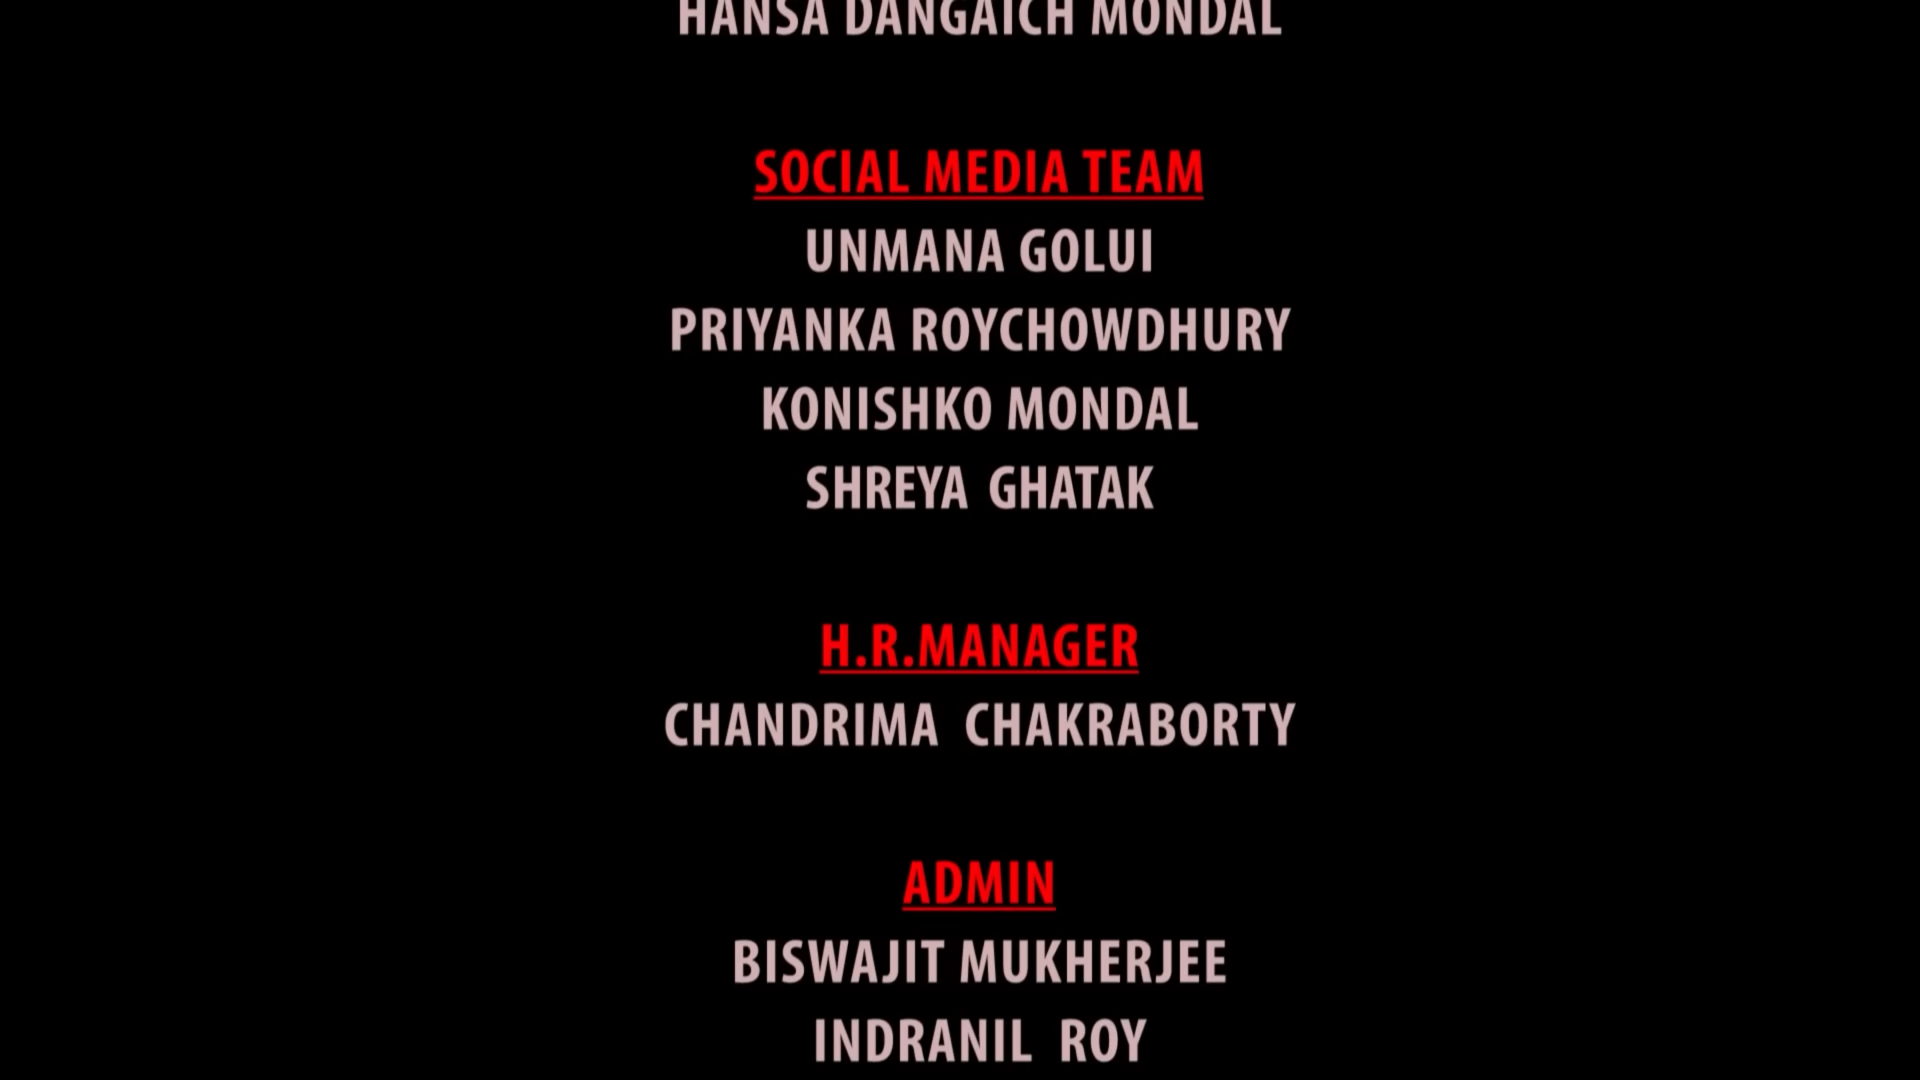 HANSA DANGAICH MONDAL
SOCIAL MEDIA TEAM
UNMANA GOLUI
PRIYANKA ROYCHOWDHURY
KONISHKO MONDAL
SHREYA GHATAK
H.R.MANAGER
CHANDRIMA CHAKRABORTY
ADMIN
BISWAJIT MUKHERJEE
INDRANIL ROY